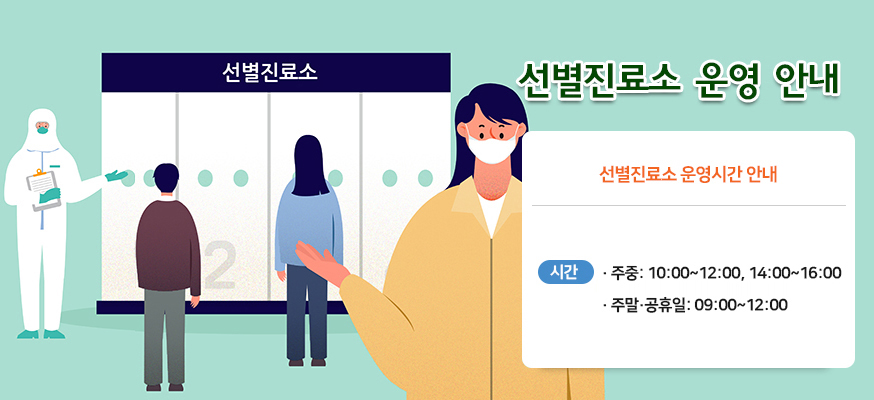 선별진료소
선별진료소 운영 안내
선별진료소 운영시간 안내
시간
· 주중: 10:00~12:00, 14:00~16:00
· 주말·공휴일: 09:00~12:00
2